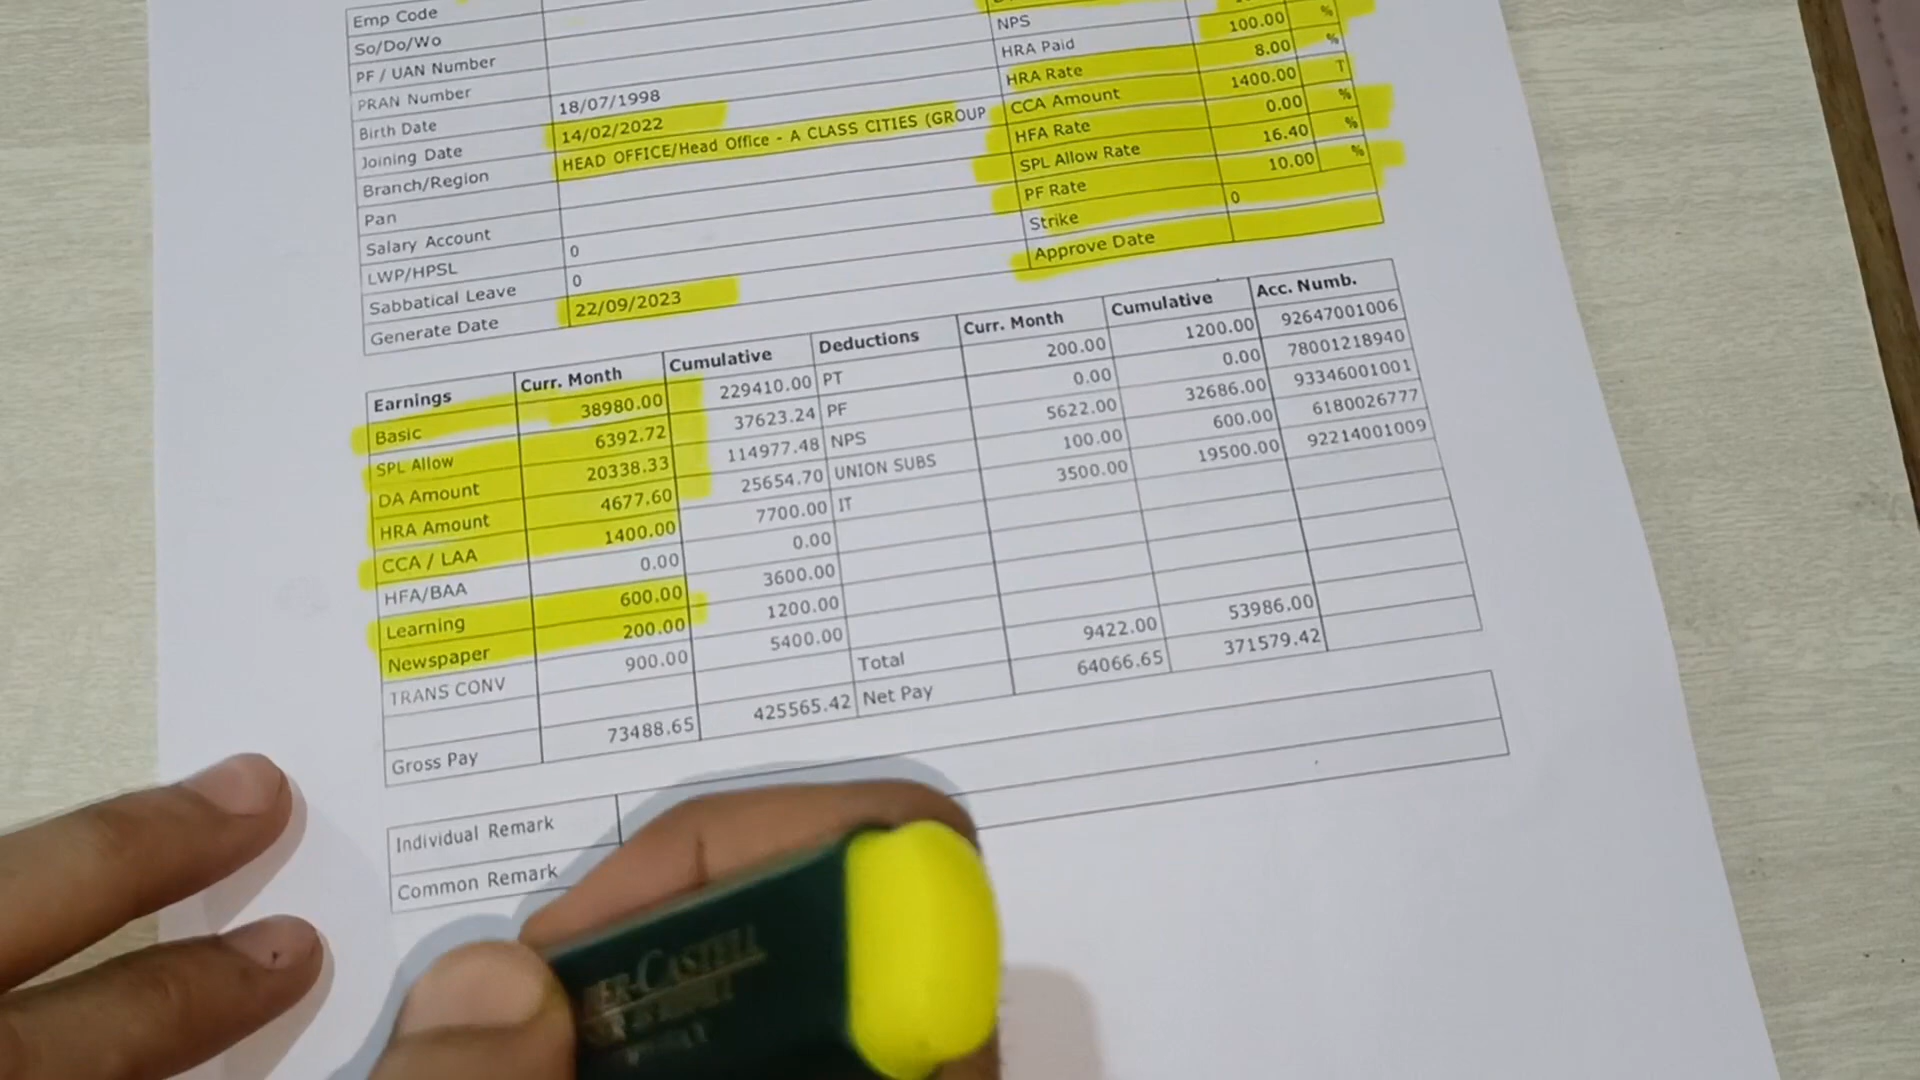 Emp Code
So/Do/Wo
PF / UAN Number
PRAN Number NPS
Birth Date 18/07/1998 HRA Paid 100.00 %
Joining Date 14/02/2022 HRA Rate 8.00 %
Branch/Region HEAD OFFICE/Head Office - A CLASS CITIES (GROUP CCA Amount 1400.00 T
Pan HFA Rate 0.00 %
Salary Account SPL Allow Rate 16.40 %
LWP/HPSL 0 PF Rate 10.00 %
Sabbatical Leave 0 Strike 0
Generate Date 22/09/2023 Approve Date
Earnings Curr. Month Cumulative Deductions Curr. Month Cumulative Acc. Numb.
Basic 38980.00 229410.00 PT 200.00 1200.00 92647001006
SPL Allow 6392.72 37623.24 PF 0.00 0.00 78001218940
DA Amount 20338.33 114977.48 NPS 5622.00 32686.00 93346001001
HRA Amount 4677.60 25654.70 UNION SUBS 100.00 600.00 6180026777
CCA / LAA 1400.00 7700.00 IT 3500.00 19500.00 92214001009
HFA/BAA 0.00 0.00
Learning 600.00 3600.00
Newspaper 200.00 1200.00
TRANS CONV 900.00 5400.00
Total 9422.00 53986.00
Gross Pay 73488.65 425565.42 Net Pay 64066.65 371579.42
Individual Remark
Common Remark